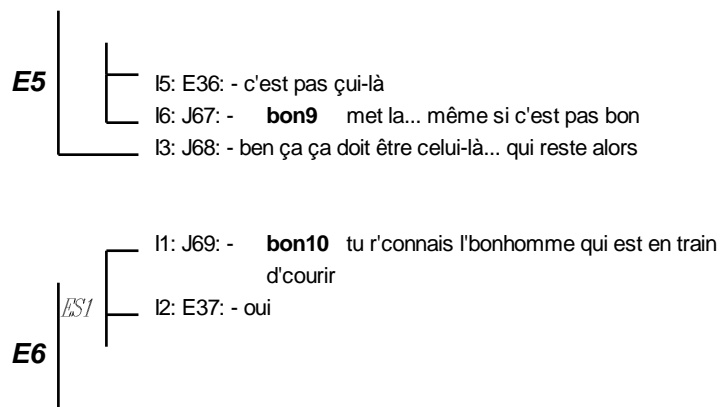 E5
I5: E36: - c'est pas çui-là
I6: J67: - bon9 met la... même si c'est pas bon
I3: J68: - ben ça ça doit être celui-là... qui reste alors
I1: J69: - bon10 tu r'connais l'bonhomme qui est en train
d'courir
ES1
I2: E37: - oui
E6